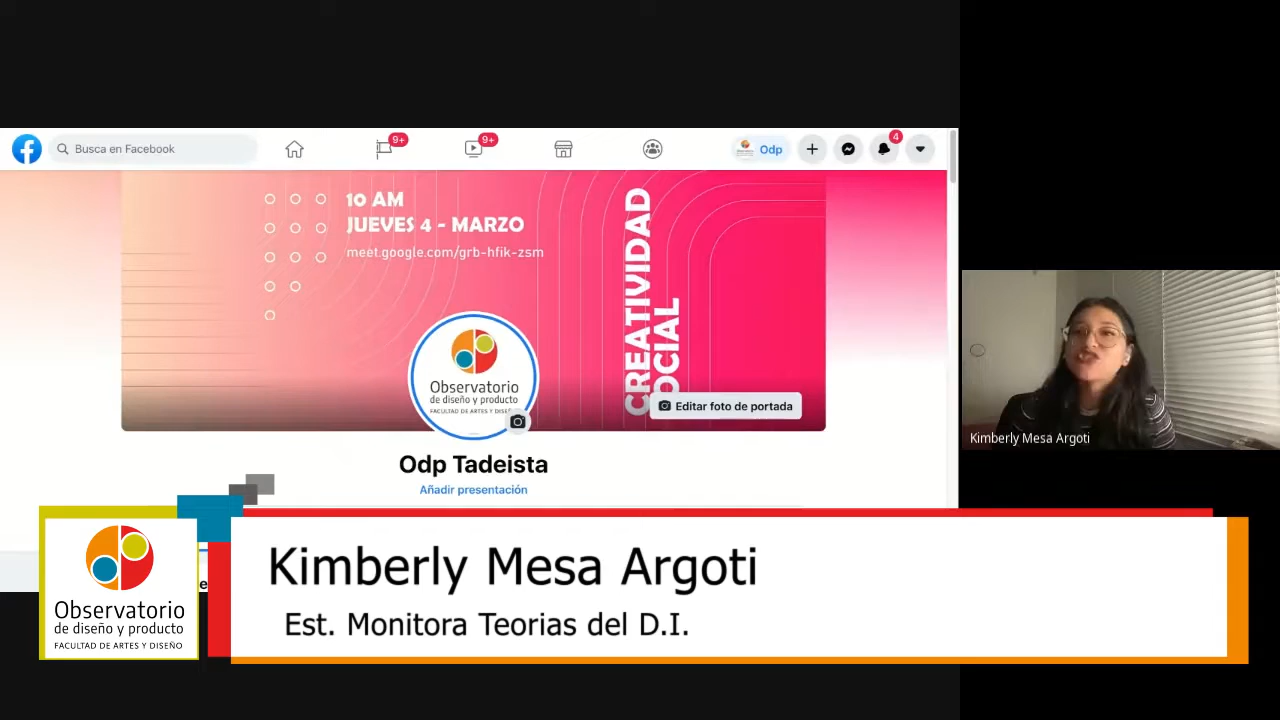 Busca en Facebook
9+
9+
Odp
4
10 AM
JUEVES 4 - MARZO
meet.google.com/grb-hfik-zsm
CREATIVIDAD
SOCIAL
Observatorio
de diseño y producto
Editar foto de portada
Odp Tadeista
Añadir presentación
Kimberly Mesa Argoti
Kimberly Mesa Argoti
Est. Monitora Teorias del D.I.
Observatorio
de diseño y producto
FACULTAD DE ARTES Y DISEÑO